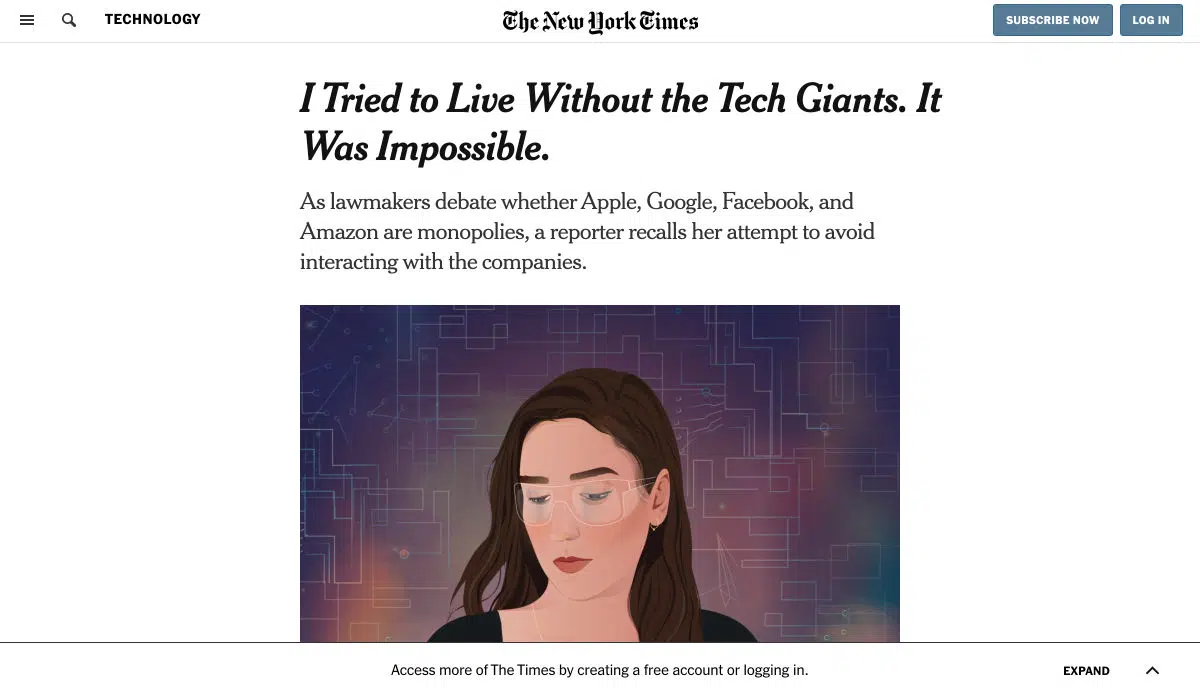 TECHNOLOGY
The New York Times
SUBSCRIBE NOW
LOG IN
I Tried to Live Without the Tech Giants. It
Was Impossible.
As lawmakers debate whether Apple, Google, Facebook, and
Amazon are monopolies, a reporter recalls her attempt to avoid
interacting with the companies.
Access more of The Times by creating a free account or logging in.
EXPAND